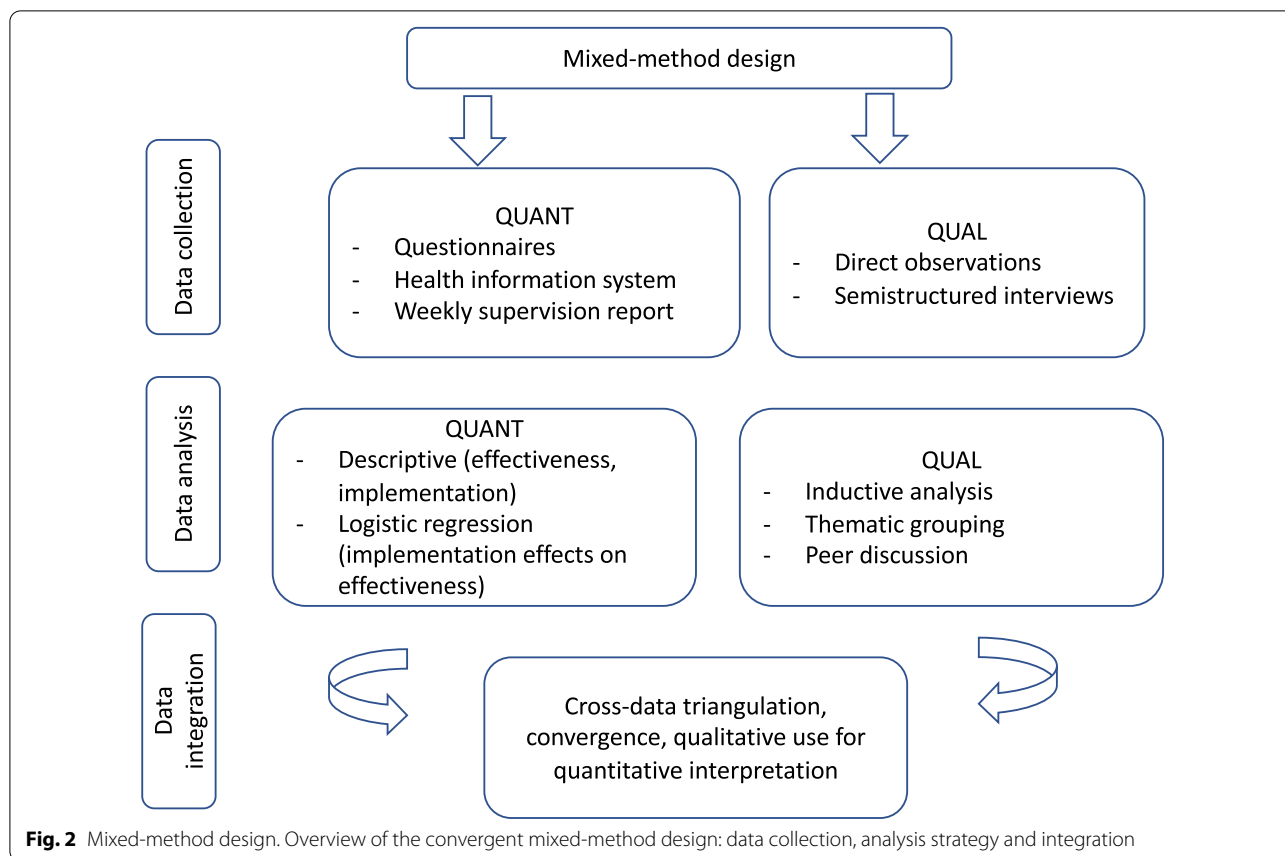 Mixed-method design
Data collection
QUANT
- Questionnaires
- Health information system
- Weekly supervision report
QUAL
- Direct observations
- Semistructured interviews
Data analysis
QUANT
- Descriptive (effectiveness,
implementation)
- Logistic regression
(implementation effects on
effectiveness)
QUAL
- Inductive analysis
- Thematic grouping
- Peer discussion
Data
integration
Cross-data triangulation,
convergence, qualitative use for
quantitative interpretation
Fig. 2 Mixed-method design. Overview of the convergent mixed-method design: data collection, analysis strategy and integration